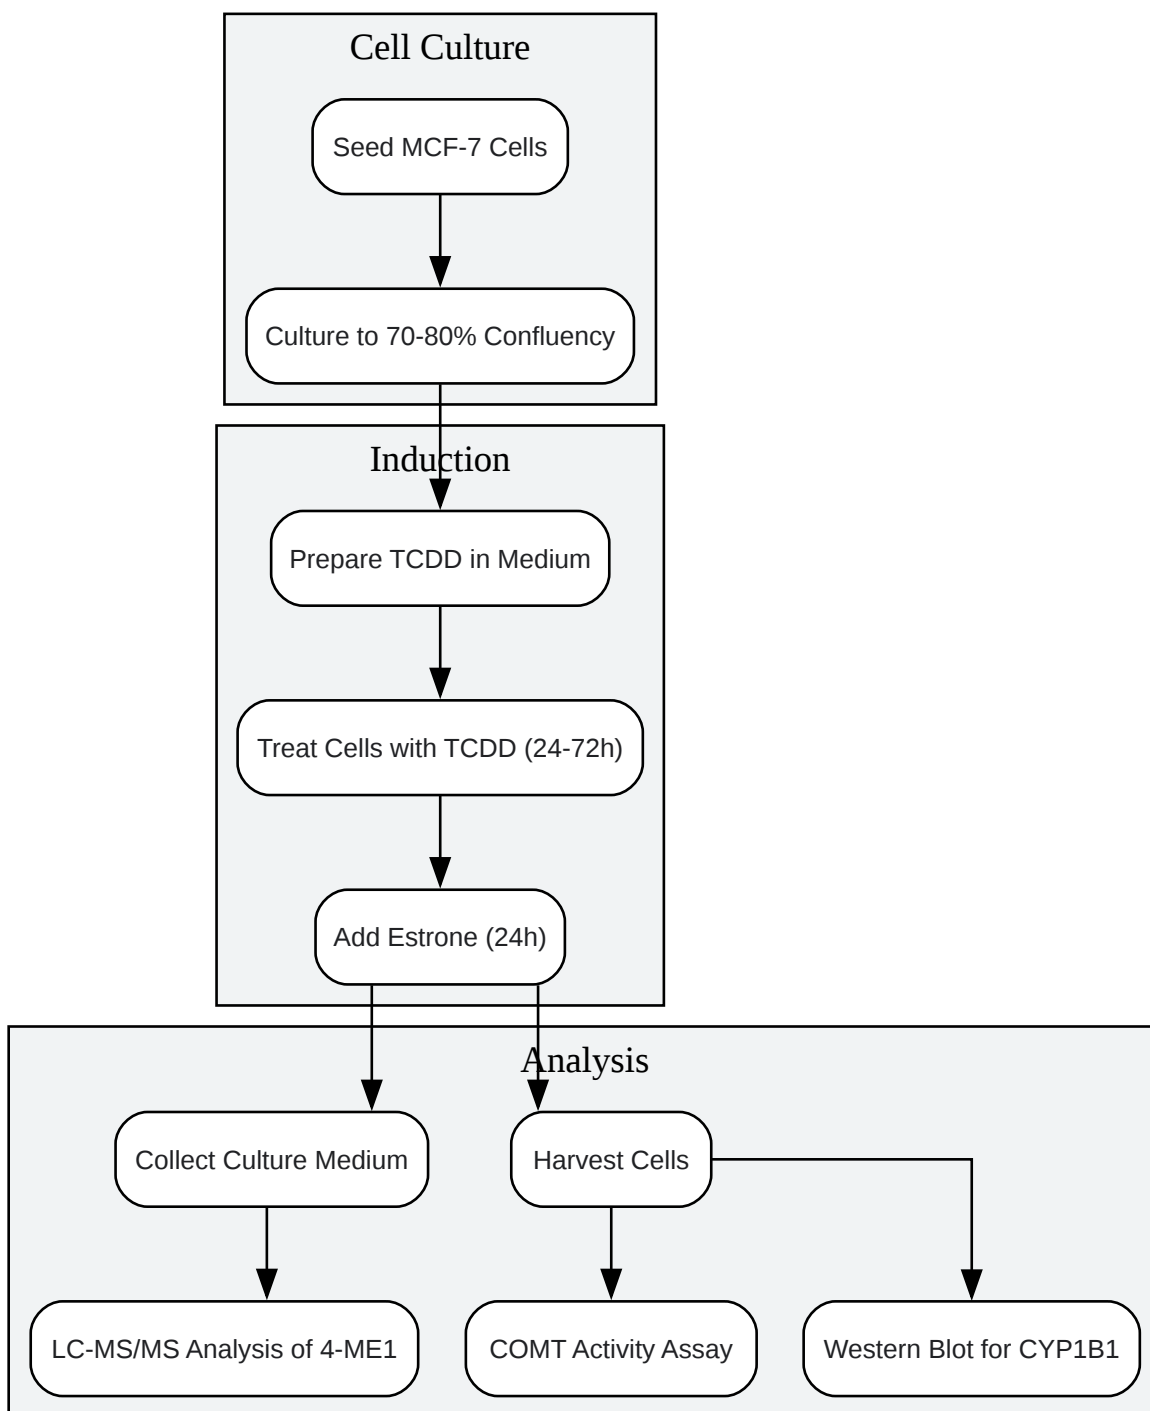 Cell Culture
Seed MCF-7 Cells
Culture to 70-80% Confluency
Induction
Prepare TCDD in Medium
Treat Cells with TCDD (24-72h)
Add Estrone (24h)
Analysis
Collect Culture Medium
Harvest Cells
LC-MS/MS Analysis of 4-ME1
COMT Activity Assay
Western Blot for CYP1B1